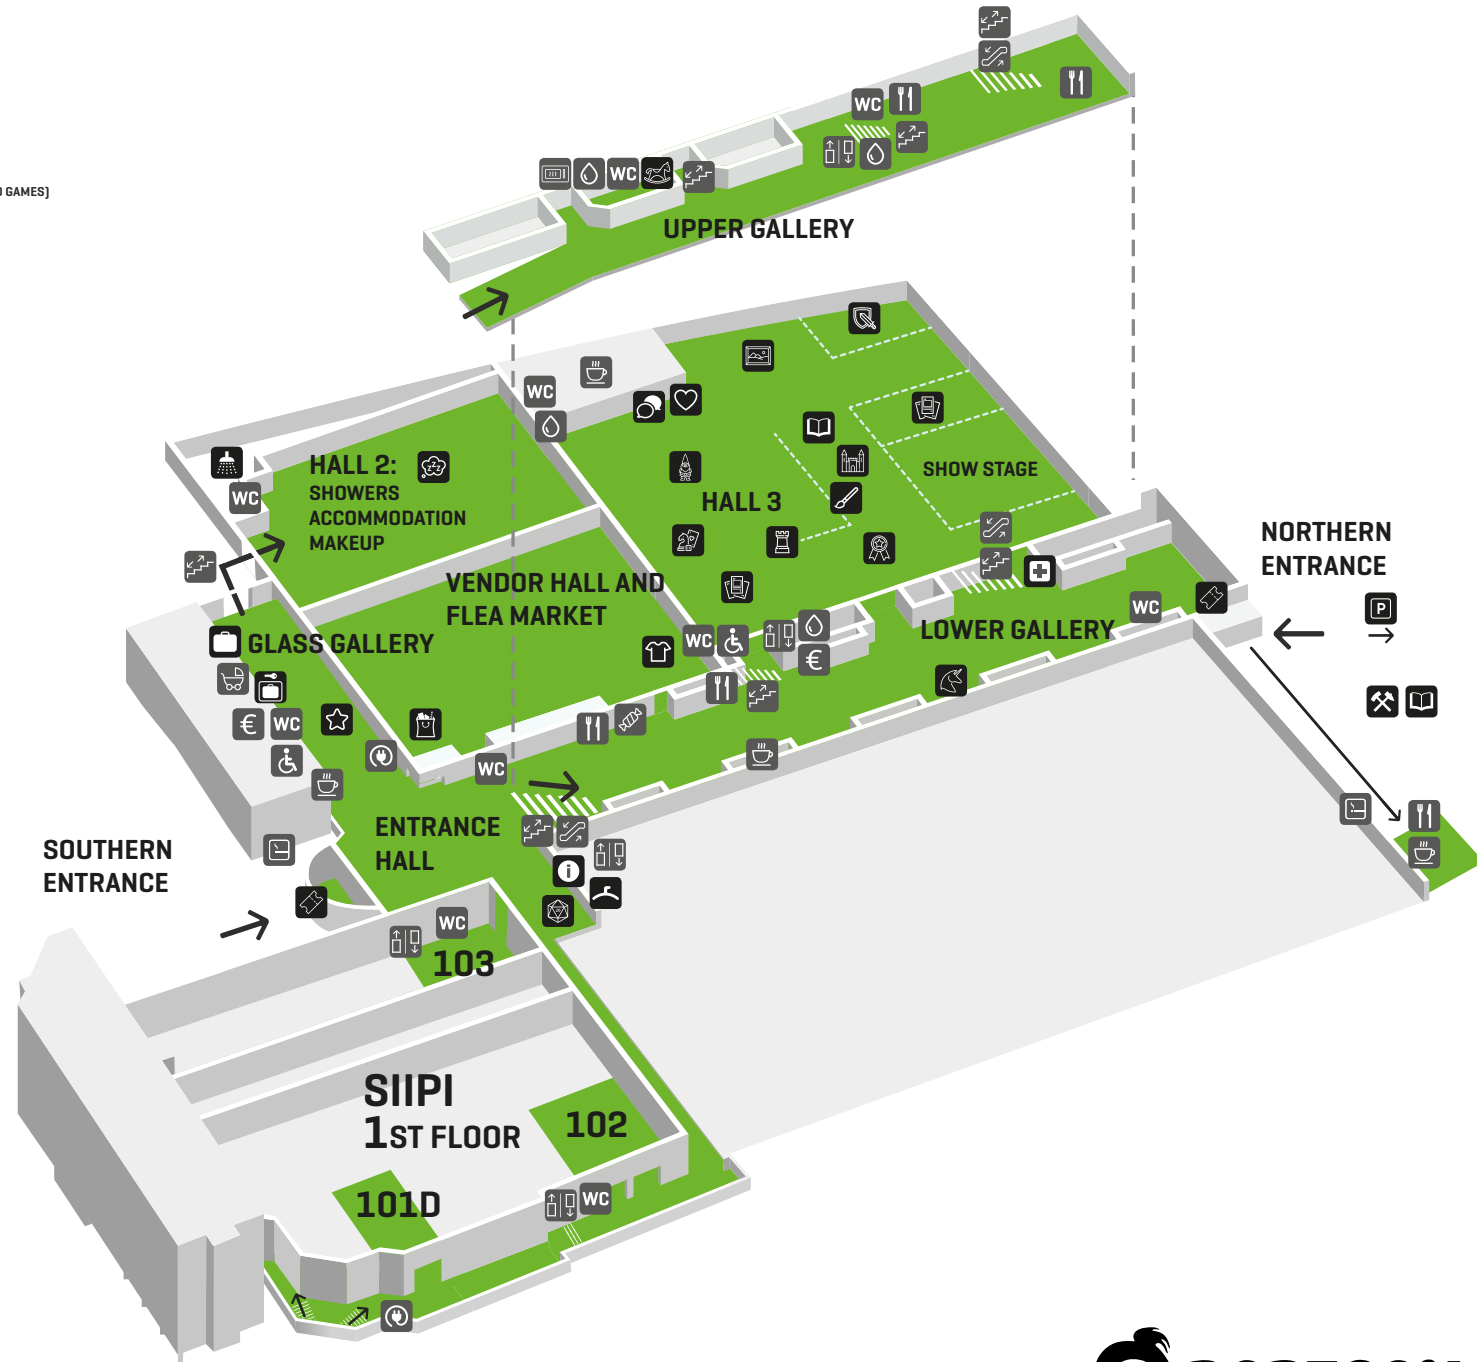 GAMES)
WC
WC
UPPER GALLERY
WC
HALL 2:
SHOWERS
ACCOMMODATION
MAKEUP
WC
HALL 3
SHOW STAGE
NORTHERN
ENTRANCE
P
VENDOR HALL AND
FLEA MARKET
WC
LOWER GALLERY
GLASS GALLERY
WC
€
€
WC
WC
ENTRANCE
HALL
SOUTHERN
ENTRANCE
i
WC
103
SIIPI
1ST FLOOR
102
101D
WC